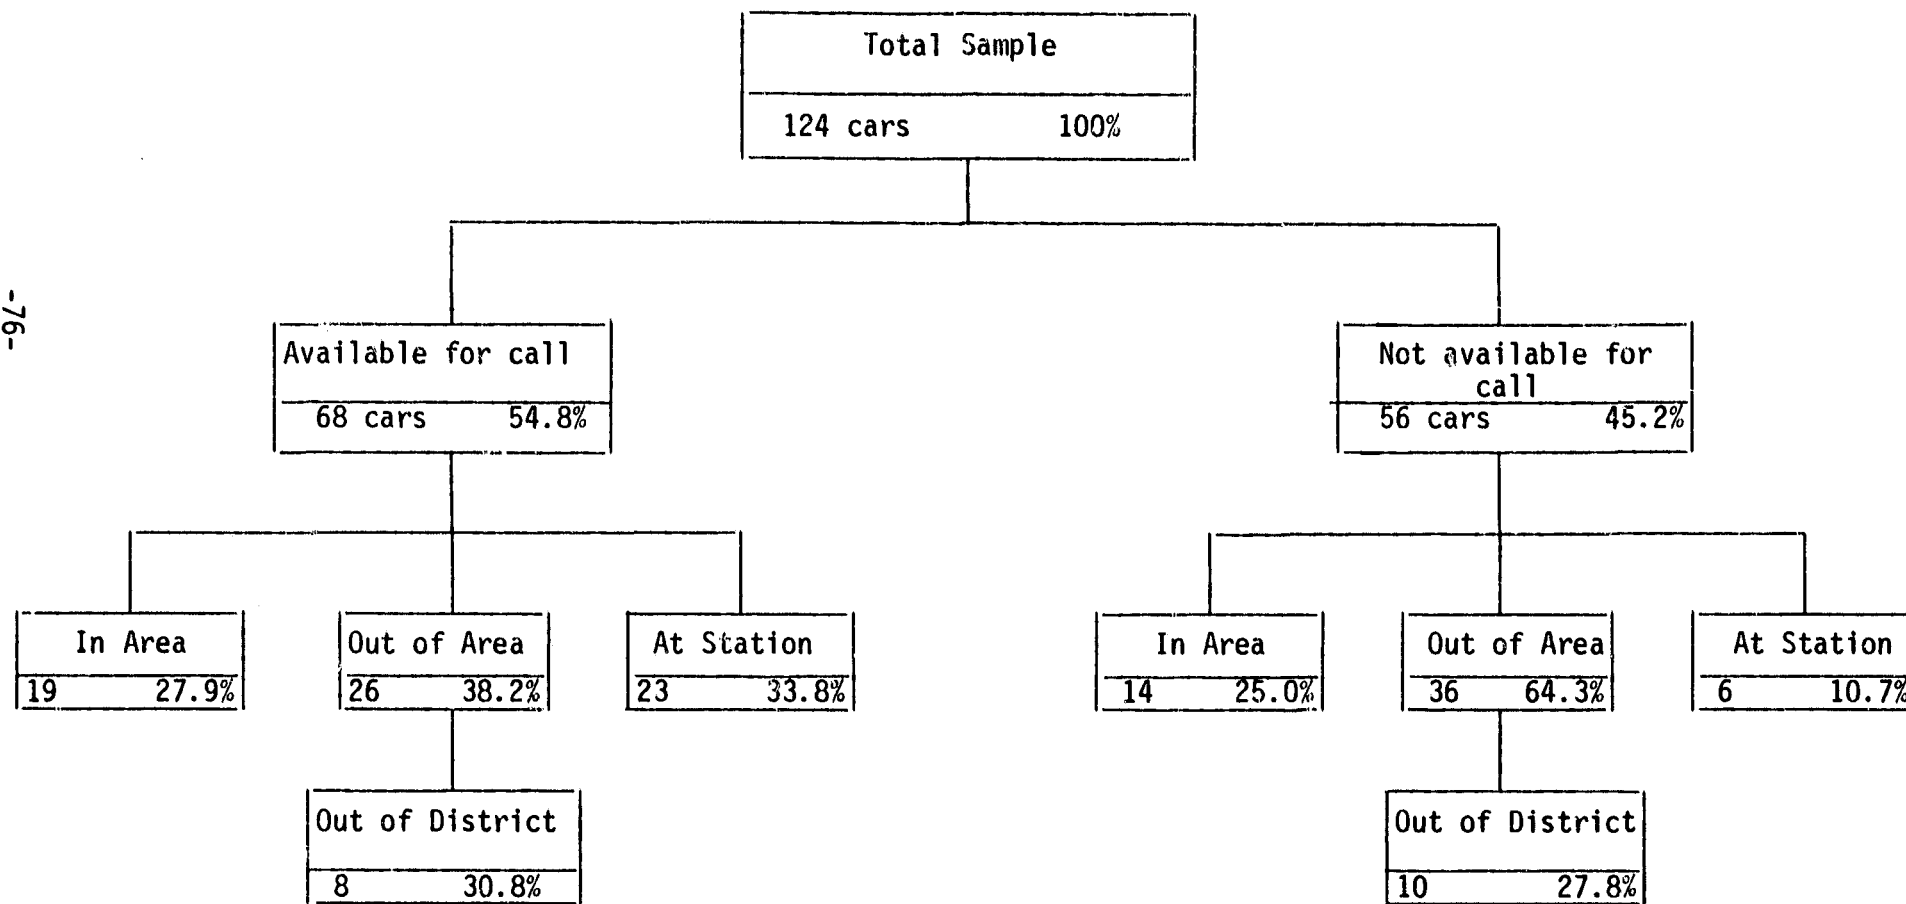 Total Sample
124 cars 100%
-76-
Available for call
68 cars 54.8%
Not available for
call
56 cars 45.2%
In Area
19 27.9%
Out of Area
26 38.2%
At Station
23 33.8%
In Area
14 25.0%
Out of Area
36 64.3%
At Station
6 10.7%
Out of District
8 30.8%
Out of District
10 27.8%